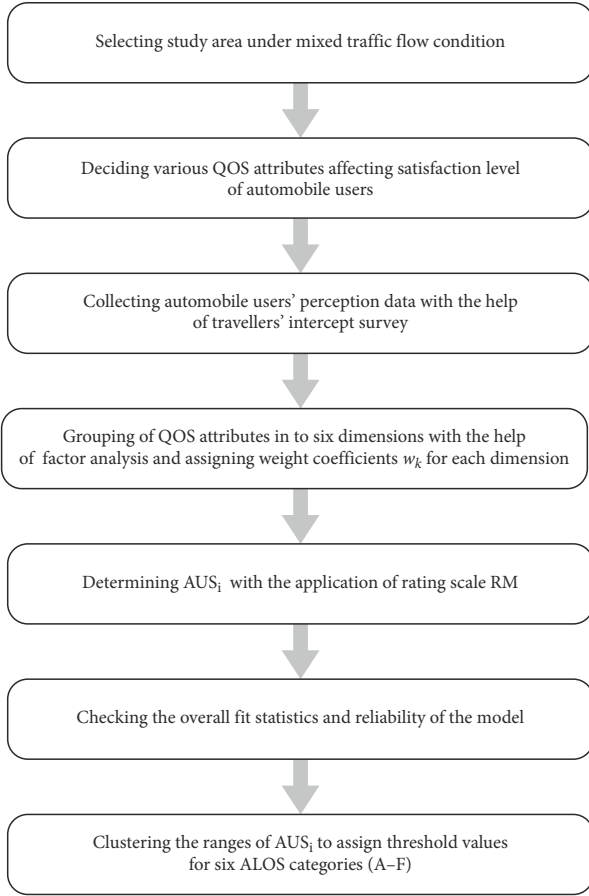 Selecting study area under mixed traffic flow condition
Deciding various QOS attributes affecting satisfaction level
of automobile users
Collecting automobile users’ perception data with the help
of travellers’ intercept survey
Grouping of QOS attributes in to six dimensions with the help
of factor analysis and assigning weight coefficients wk for each dimension
Determining AUSi with the application of rating scale RM
Checking the overall fit statistics and reliability of the model
Clustering the ranges of AUSi to assign threshold values
for six ALOS categories (A–F)